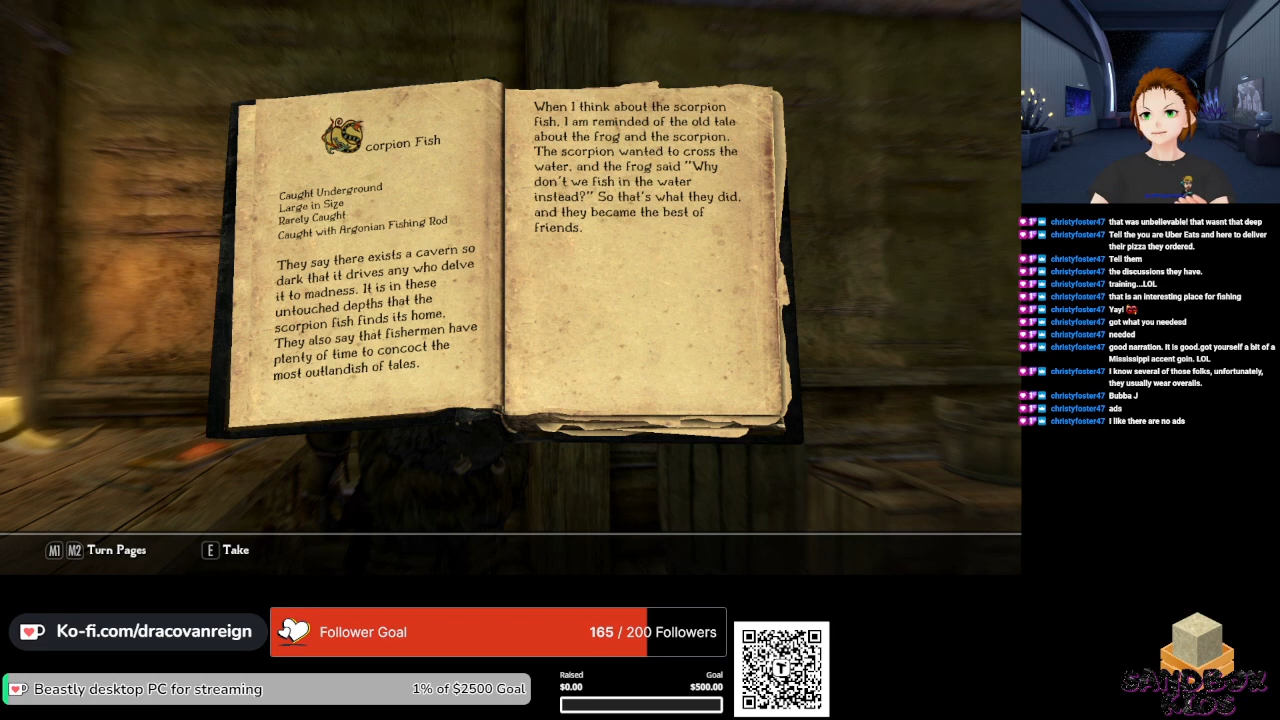 Scorpion Fish
Caught Underground
Large in Size
Rarely Caught
Caught with Argonian Fishing Rod
They say there exists a cavern so
dark that it drives any who delve
it to madness. It is in these
untouched depths that the
scorpion fish finds its home.
They also say that fishermen have
plenty of time to concoct the
most outlandish of tales.
When I think about the scorpion
fish, I am reminded of the old tale
about the frog and the scorpion.
The scorpion wanted to cross the
water, and the frog said "Why
don't we fish in the water
instead?" So that's what they did,
and they became the best of
friends.
M1 M2 Turn Pages
E Take
christyfoster47 that was unbelievable! that wasnt that deep
christyfoster47 Tell the you are Uber Eats and here to deliver
their pizza they ordered.
christyfoster47 Tell them
christyfoster47 the discussions they have.
christyfoster47 training...LOL
christyfoster47 that is an interesting place for fishing
christyfoster47 Yay!
christyfoster47 got what you neededsd
christyfoster47 needed
christyfoster47 good narration. It is good.got yourself a bit of a
Mississippi accent goin. LOL
christyfoster47 I know several of those folks, unfortunately,
they usually wear overalls.
christyfoster47 Bubba J
christyfoster47 ads
christyfoster47 I like there are no ads
Ko-fi.com/dracovanreign
Follower Goal 165 / 200 Followers
Beastly desktop PC for streaming 1% of $2500 Goal
Raised Goal
$0.00 $500.00
T
SANDBOX
KIDS